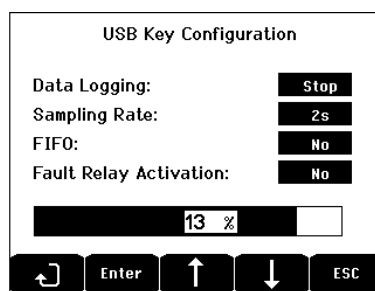 USB Key Configuration
Data Logging: Stop
Sampling Rate: 2s
FIFO: No
Fault Relay Activation: No
13 %
Enter ESC